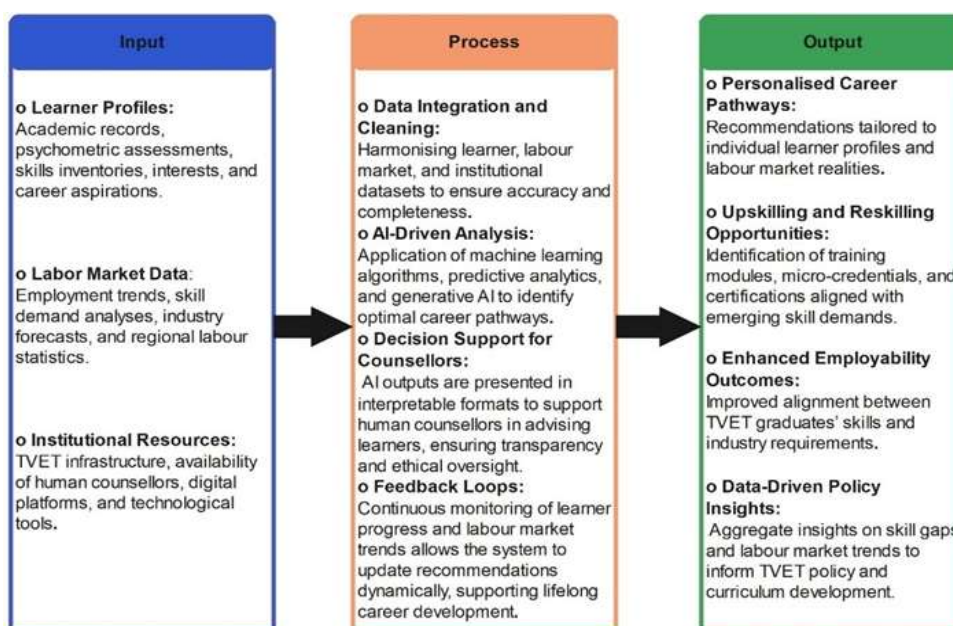 Input
o Learner Profiles:
Academic records,
psychometric assessments,
skills inventories, interests, and
career aspirations.
o Labor Market Data:
Employment trends, skill
demand analyses, industry
forecasts, and regional labour
statistics.
o Institutional Resources:
TVET infrastructure, availability
of human counsellors, digital
platforms, and technological
tools.
Process
o Data Integration and
Cleaning:
Harmonising learner, labour
market, and institutional
datasets to ensure accuracy and
completeness.
o AI-Driven Analysis:
Application of machine learning
algorithms, predictive analytics,
and generative AI to identify
optimal career pathways.
o Decision Support for
Counsellors:
AI outputs are presented in
interpretable formats to support
human counsellors in advising
learners, ensuring transparency
and ethical oversight.
o Feedback Loops:
Continuous monitoring of learner
progress and labour market
trends allows the system to
update recommendations
dynamically, supporting lifelong
career development.
Output
o Personalised Career
Pathways:
Recommendations tailored to
individual learner profiles and
labour market realities.
o Upskilling and Reskilling
Opportunities:
Identification of training
modules, micro-credentials, and
certifications aligned with
emerging skill demands.
o Enhanced Employability
Outcomes:
Improved alignment between
TVET graduates' skills and
industry requirements.
o Data-Driven Policy
Insights:
Aggregate insights on skill gaps
and labour market trends to
inform TVET policy and
curriculum development.